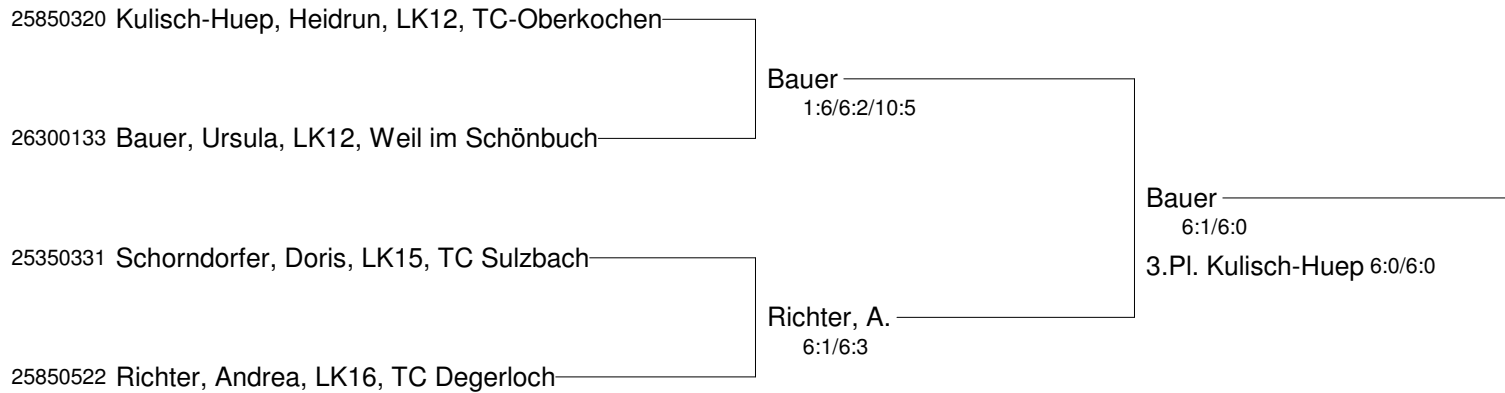 25850320 Kulisch-Huep, Heidrun, LK12, TC-Oberkochen
Bauer
1:6/6:2/10:5
26300133 Bauer, Ursula, LK12, Weil im Schönbuch
Bauer
6:1/6:0
25350331 Schorndorfer, Doris, LK15, TC Sulzbach
3.Pl. Kulisch-Huep 6:0/6:0
Richter, A.
6:1/6:3
25850522 Richter, Andrea, LK16, TC Degerloch